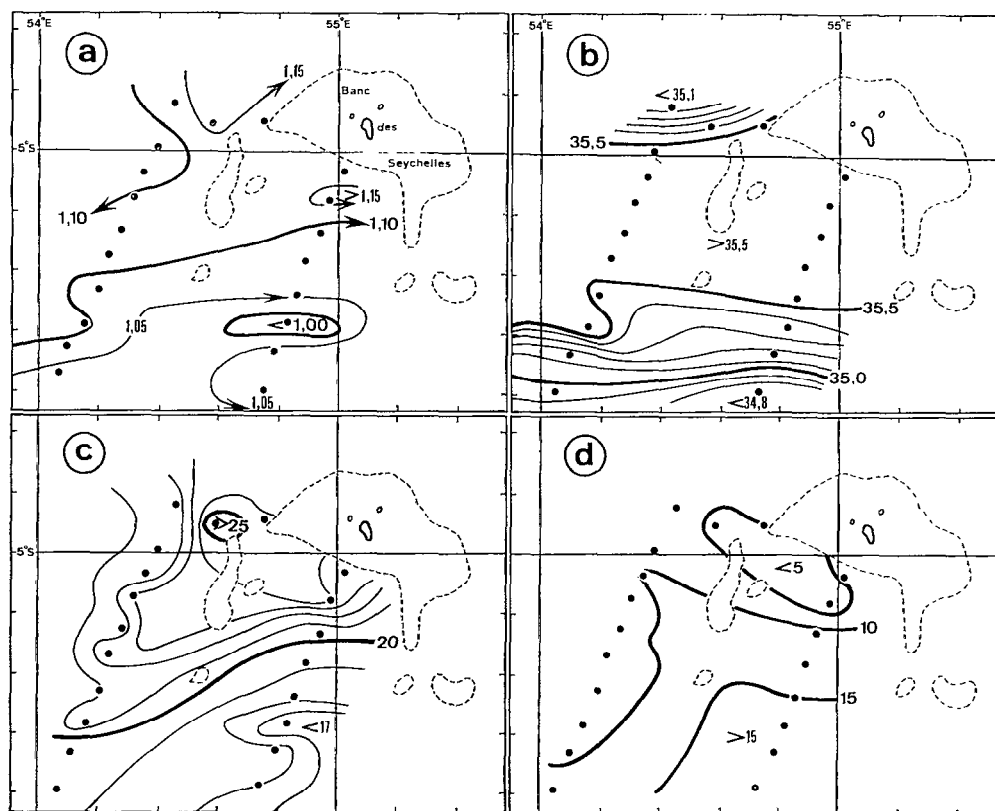 54°E
55°E
a
1,15
Banc
des
5°S
Seychelles
>1,15
1,10
1,10
1,05
<1,00
1,05
54°E
55°E
b
<35,1
35,5
>35,5
35,5
35,0
<34,8
c
>25
5°S
20
<17
d
<5
10
15
>15